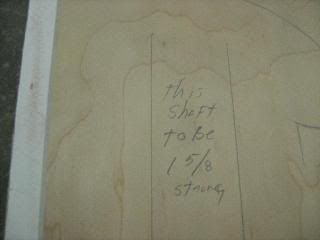 this
shaft
to Be
1 5/8
strong